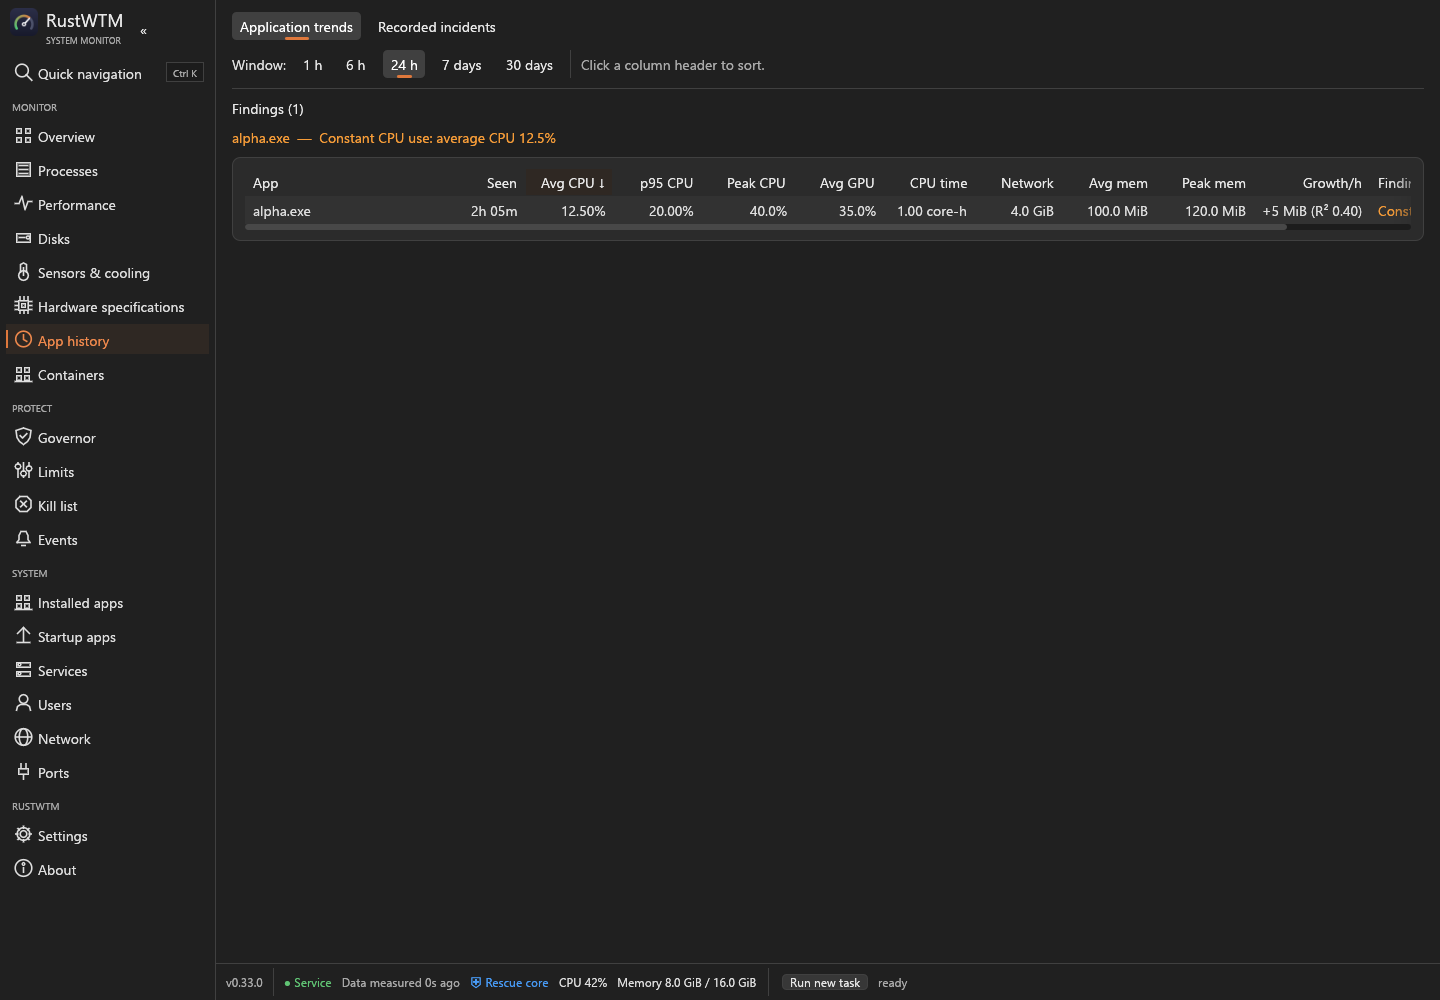 RustWTM
SYSTEM MONITOR
«
Quick navigation Ctrl K
MONITOR
Overview
Processes
Performance
Disks
Sensors & cooling
Hardware specifications
App history
Containers
PROTECT
Governor
Limits
Kill list
Events
SYSTEM
Installed apps
Startup apps
Services
Users
Network
Ports
RUSTWTM
Settings
About
Application trends Recorded incidents
Window: 1 h 6 h 24 h 7 days 30 days Click a column header to sort.
Findings (1)
alpha.exe — Constant CPU use: average CPU 12.5%
App Seen Avg CPU ↓ p95 CPU Peak CPU Avg GPU CPU time Network Avg mem Peak mem Growth/h
alpha.exe 2h 05m 12.50% 20.00% 40.0% 35.0% 1.00 core-h 4.0 GiB 100.0 MiB 120.0 MiB +5 MiB (R² 0.40)
v0.33.0 Service Data measured 0s ago Rescue core CPU 42% Memory 8.0 GiB / 16.0 GiB Run new task ready